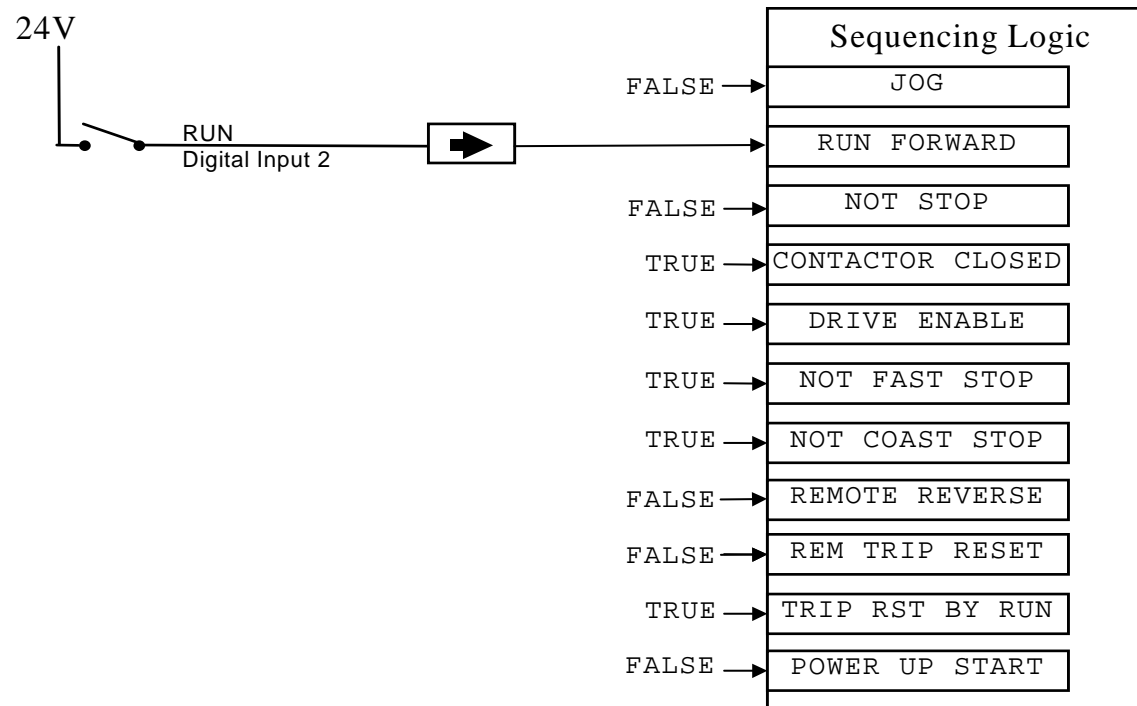 24V
Sequencing Logic
FALSE JOG
RUN
Digital Input 2
RUN FORWARD
FALSE NOT STOP
TRUE CONTACTOR CLOSED
TRUE DRIVE ENABLE
TRUE NOT FAST STOP
TRUE NOT COAST STOP
FALSE REMOTE REVERSE
FALSE REM TRIP RESET
TRUE TRIP RST BY RUN
FALSE POWER UP START